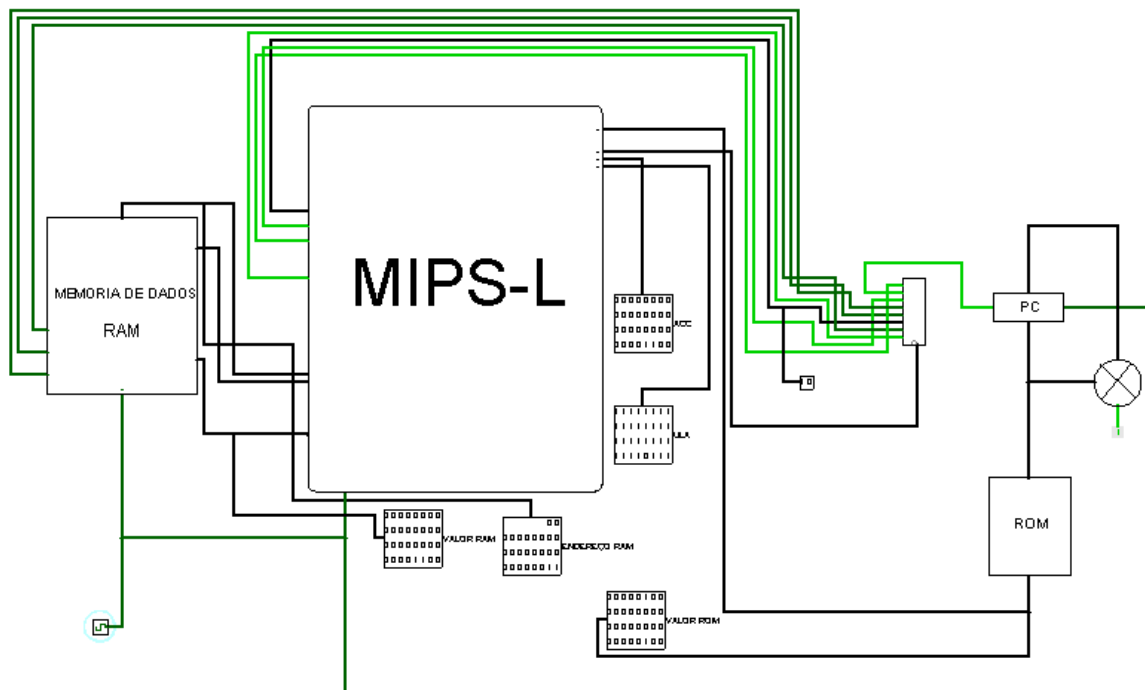 MIPS-L
MEMORIA DE DADOS
RAM
PC
ACC
ULA
ROM
VALOR RAM
ENDEREÇO RAM
VALOR ROM